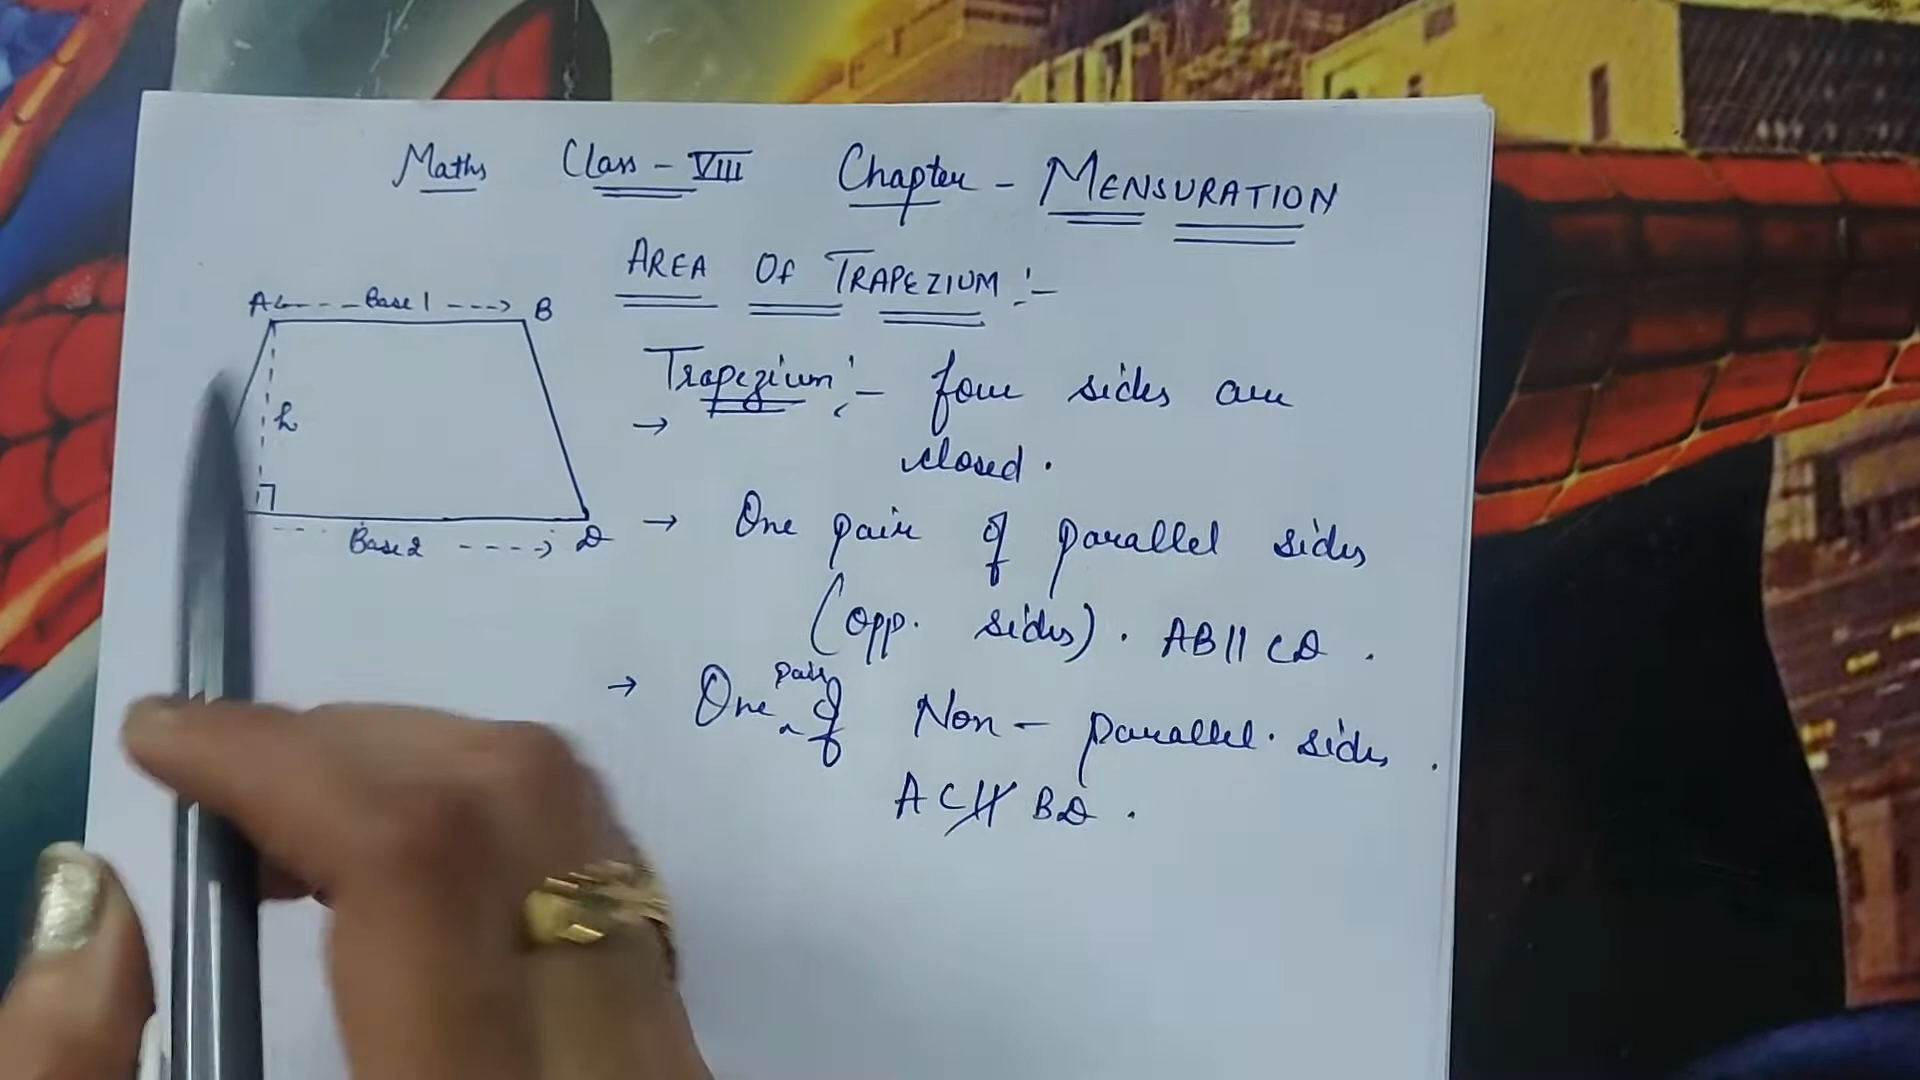 Maths Class - VIII Chapter - MENSURATION
AREA Of TRAPEZIUM :-
A <--- Base 1 ---> B
h
Base 2 ----> D
Trapezium :- four sides are
→
closed .
→ One pair of parallel sides
(opp. sides) . AB || CD .
pair
→ One ^ of Non - parallel . sides .
AC ∦ BD .